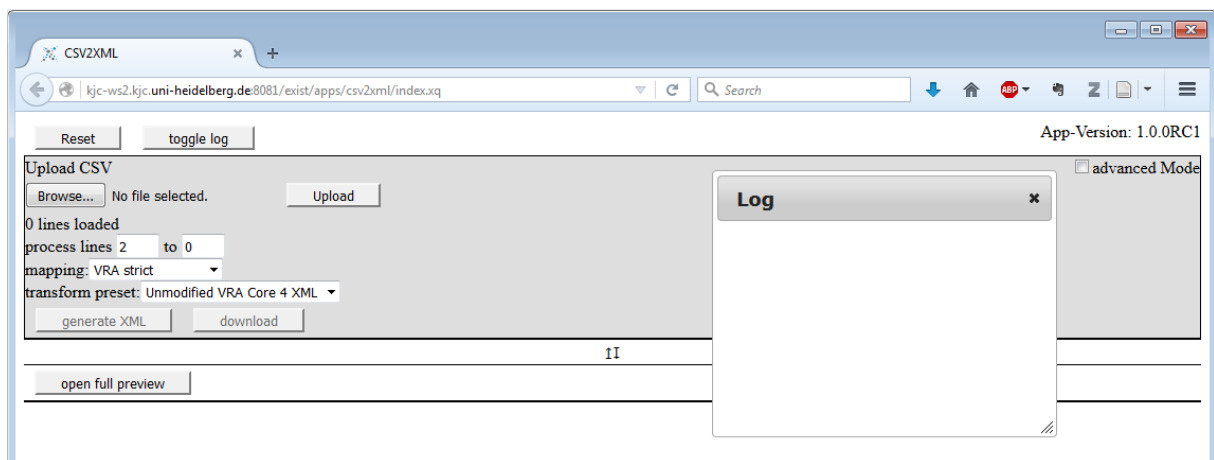 CSV2XML
kjc-ws2.kjc.uni-heidelberg.de:8081/exist/apps/csv2xml/index.xq
Search
ABP
Z
Reset
toggle log
App-Version: 1.0.0RC1
Upload CSV
advanced Mode
Browse... No file selected.
Upload
Log
0 lines loaded
process lines 2 to 0
mapping: VRA strict
transform preset: Unmodified VRA Core 4 XML
generate XML
download
↥I
open full preview